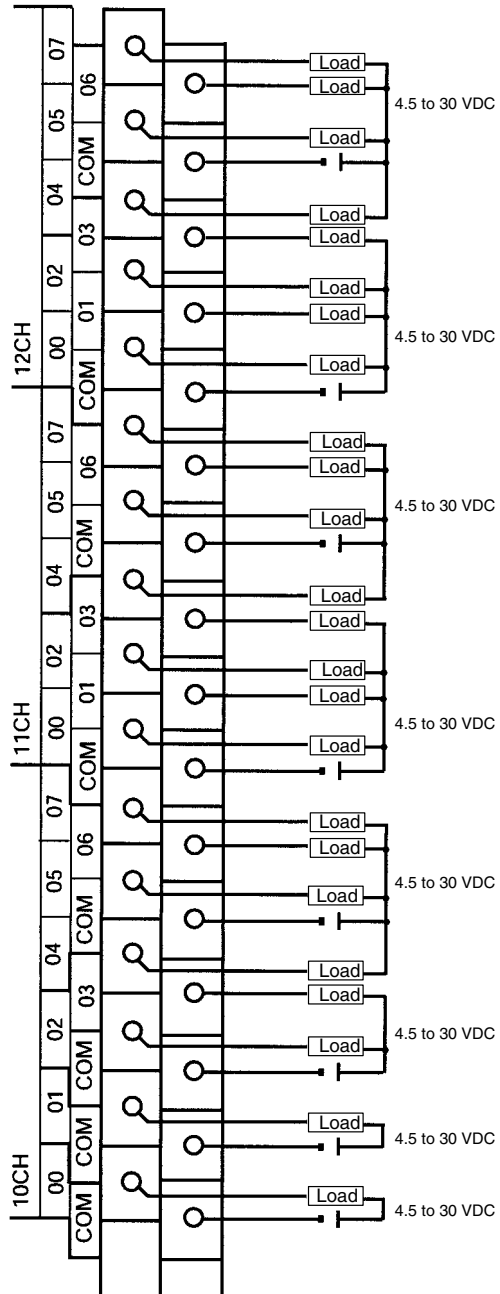 07 Load
06 Load
4.5 to 30 VDC
05 Load
COM
04 Load
03 Load
02 Load
01 Load
4.5 to 30 VDC
12CH 00 Load
COM
07 Load
06 Load
4.5 to 30 VDC
05 Load
COM
04 Load
03 Load
02 Load
01 Load
4.5 to 30 VDC
11CH 00 Load
COM
07 Load
06 Load
4.5 to 30 VDC
05 Load
COM
04 Load
03 Load
4.5 to 30 VDC
02 Load
COM
01 Load
COM 4.5 to 30 VDC
10CH 00 Load
COM 4.5 to 30 VDC